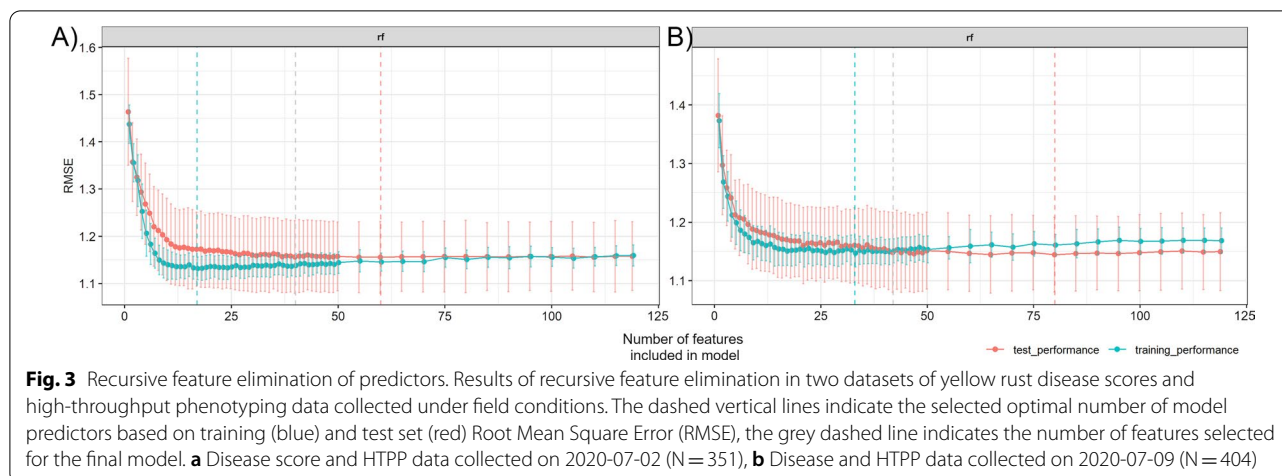 A)
rf
1.6
1.5
1.4
1.3
1.2
1.1
RMSE
0
25
50
75
100
125
B)
rf
1.4
1.3
1.2
1.1
0
25
50
75
100
125
Number of features
included in model
test_performance training_performance
Fig. 3 Recursive feature elimination of predictors. Results of recursive feature elimination in two datasets of yellow rust disease scores and
high-throughput phenotyping data collected under field conditions. The dashed vertical lines indicate the selected optimal number of model
predictors based on training (blue) and test set (red) Root Mean Square Error (RMSE), the grey dashed line indicates the number of features selected
for the final model. a Disease score and HTPP data collected on 2020-07-02 (N = 351), b Disease and HTPP data collected on 2020-07-09 (N = 404)